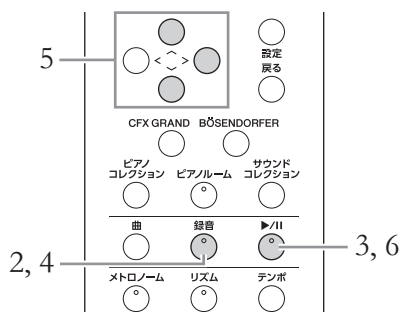 5
< >
設定
戻る
CFX GRAND BÖSENDORFER
ピアノ
コレクション
ピアノルーム
サウンド
コレクション
曲
録音
▶/II
2, 4
3, 6
メトロノーム
リズム
テンポ